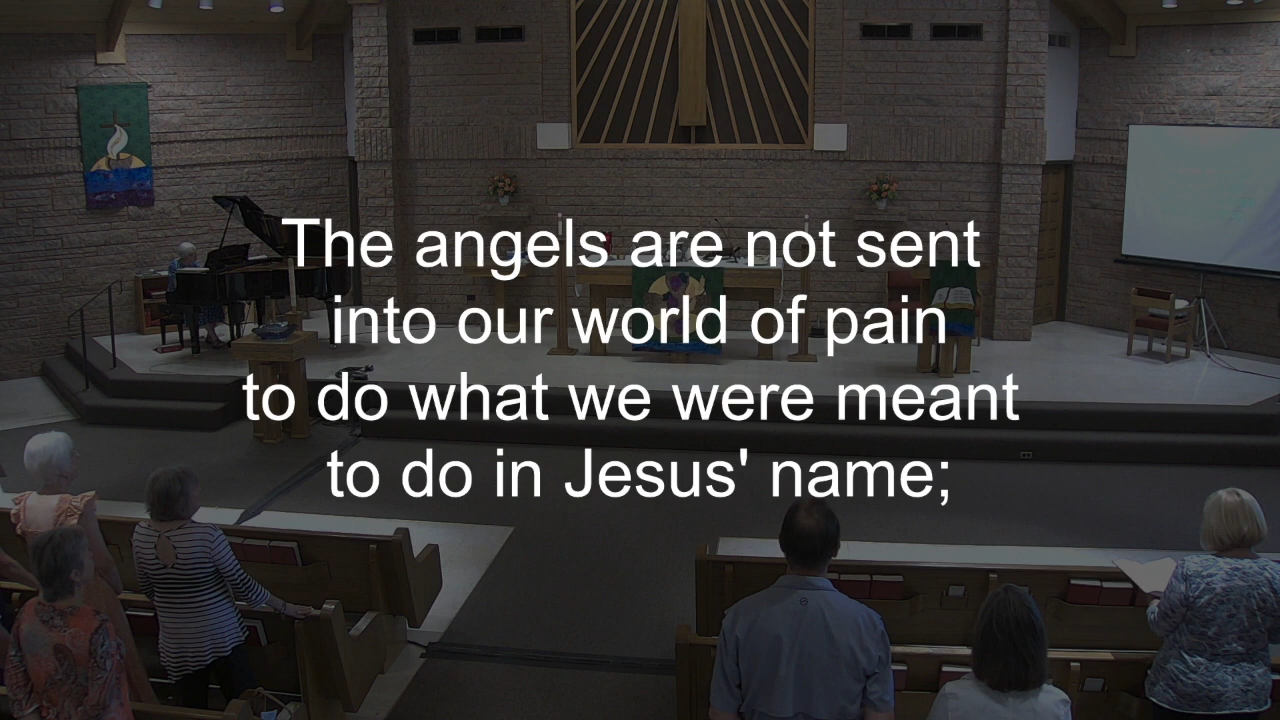 The angels are not sent
into our world of pain
to do what we were meant
to do in Jesus' name;